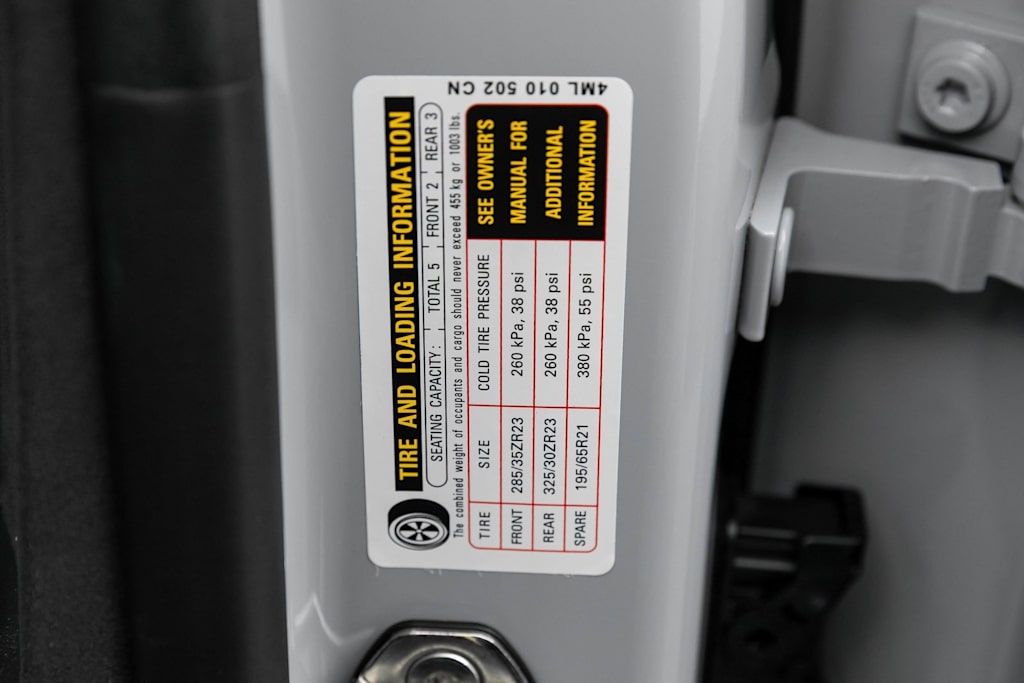 TIRE AND LOADING INFORMATION
SEATING CAPACITY: TOTAL 5 FRONT 2 REAR 3
The combined weight of occupants and cargo should never exceed 455 kg or 1003 lbs.
TIRE SIZE COLD TIRE PRESSURE SEE OWNER'S
FRONT 285/35ZR23 260 kPa, 38 psi MANUAL FOR
REAR 325/30ZR23 260 kPa, 38 psi ADDITIONAL
SPARE 195/65R21 380 kPa, 55 psi INFORMATION
4ML 010 502 CN